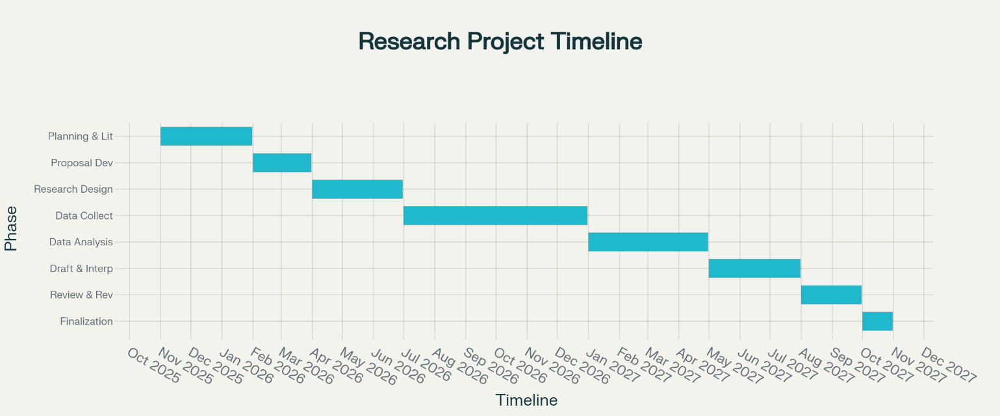 Research Project Timeline
Phase
Planning & Lit
Proposal Dev
Research Design
Data Collect
Data Analysis
Draft & Interp
Review & Rev
Finalization
Oct 2025
Nov 2025
Dec 2025
Jan 2026
Feb 2026
Mar 2026
Apr 2026
May 2026
Jun 2026
Jul 2026
Aug 2026
Sep 2026
Oct 2026
Nov 2026
Dec 2026
Jan 2027
Feb 2027
Mar 2027
Apr 2027
May 2027
Jun 2027
Jul 2027
Aug 2027
Sep 2027
Oct 2027
Nov 2027
Dec 2027
Timeline